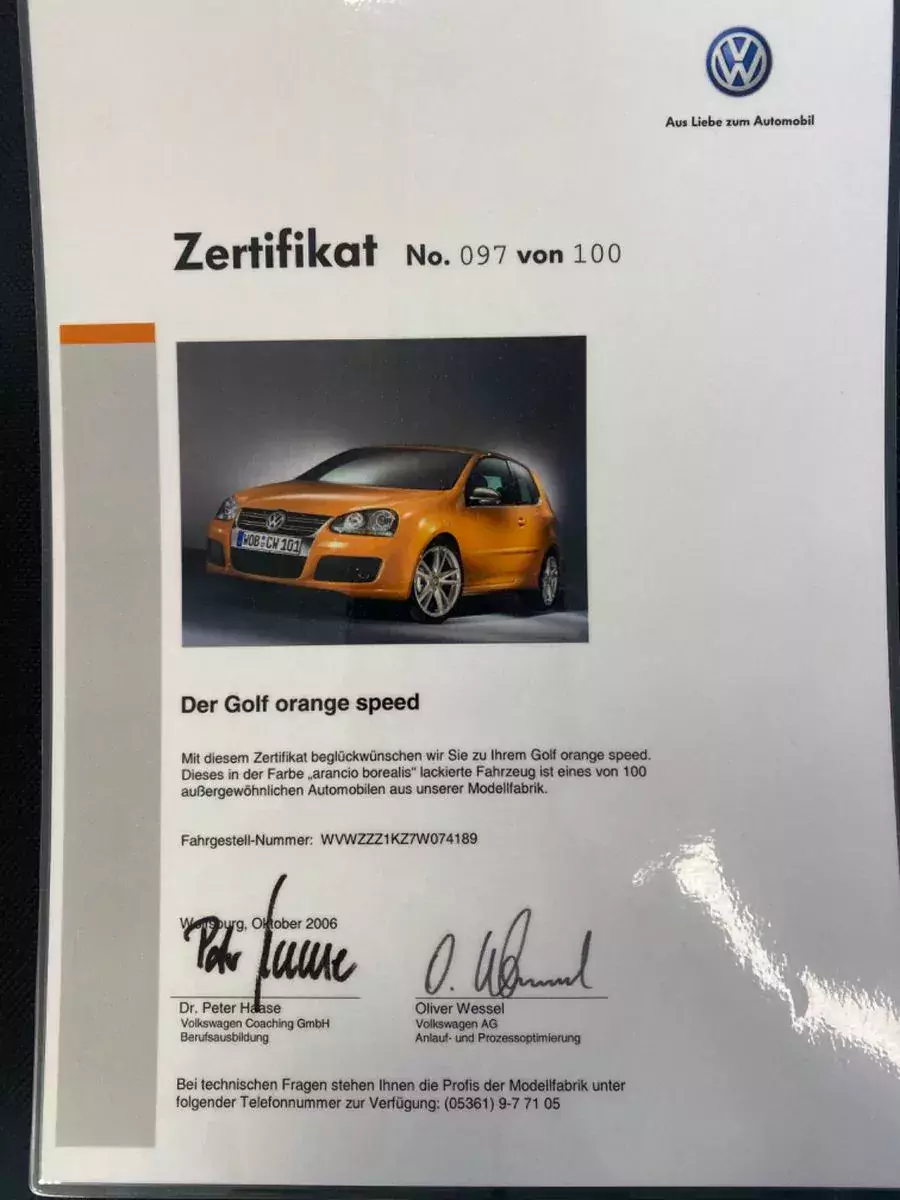 Aus Liebe zum Automobil
Zertifikat No. 097 von 100
WOB:CW 101
Der Golf orange speed
Mit diesem Zertifikat beglückwünschen wir Sie zu Ihrem Golf orange speed.
Dieses in der Farbe „arancio borealis“ lackierte Fahrzeug ist eines von 100
außergewöhnlichen Automobilen aus unserer Modellfabrik.
Fahrgestell-Nummer: WVWZZZ1KZ7W074189
Wolfsburg, Oktober 2006
Dr. Peter Haase
Volkswagen Coaching GmbH
Berufsausbildung
Oliver Wessel
Volkswagen AG
Anlauf- und Prozessoptimierung
Bei technischen Fragen stehen Ihnen die Profis der Modellfabrik unter
folgender Telefonnummer zur Verfügung: (05361) 9-7 71 05